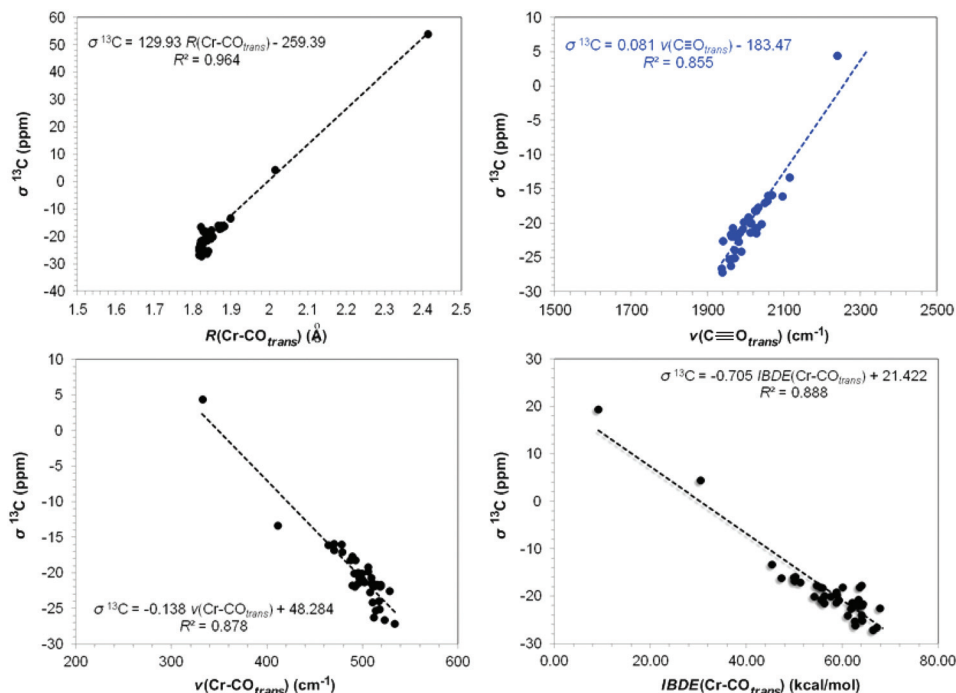 σ ¹³C = 129.93 R(Cr-COtrans) - 259.39
R² = 0.964
σ ¹³C (ppm)
60
50
40
30
20
10
0
-10
-20
-30
-40
1.5 1.6 1.7 1.8 1.9 2 2.1 2.2 2.3 2.4 2.5
R(Cr-COtrans) (Å)
σ ¹³C = 0.081 ν(C≡Otrans) - 183.47
R² = 0.855
σ ¹³C (ppm)
10
5
0
-5
-10
-15
-20
-25
-30
1500 1700 1900 2100 2300 2500
ν(C≡Otrans) (cm⁻¹)
σ ¹³C (ppm)
10
5
0
-5
-10
-15
-20
-25
-30
σ ¹³C = -0.138 ν(Cr-COtrans) + 48.284
R² = 0.878
200 300 400 500 600
ν(Cr-COtrans) (cm⁻¹)
σ ¹³C = -0.705 IBDE(Cr-COtrans) + 21.422
R² = 0.888
σ ¹³C (ppm)
30
20
10
0
-10
-20
-30
0.00 20.00 40.00 60.00 80.00
IBDE(Cr-COtrans) (kcal/mol)